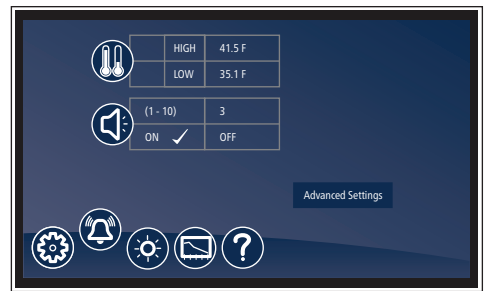 HIGH 41.5 F
LOW 35.1 F
(1 - 10) 3
ON ✓ OFF
Advanced Settings
?